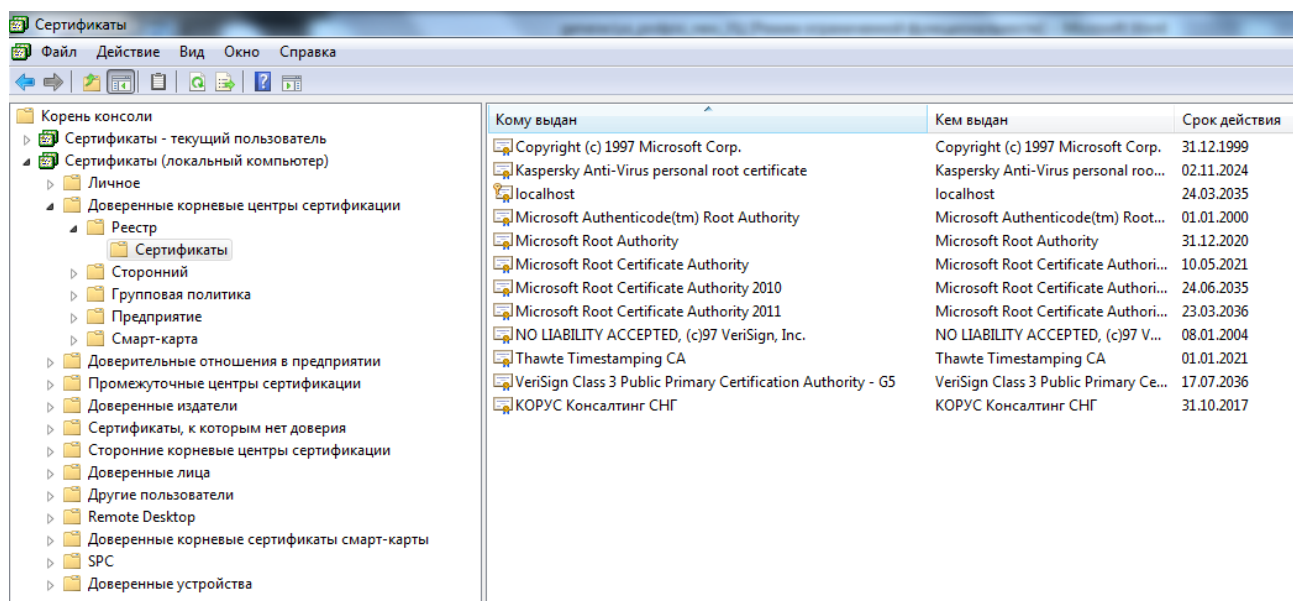 Сертификаты
Файл Действие Вид Окно Справка
Корень консоли
Сертификаты - текущий пользователь
Сертификаты (локальный компьютер)
Личное
Доверенные корневые центры сертификации
Реестр
Сертификаты
Сторонний
Групповая политика
Предприятие
Смарт-карта
Доверительные отношения в предприятии
Промежуточные центры сертификации
Доверенные издатели
Сертификаты, к которым нет доверия
Сторонние корневые центры сертификации
Доверенные лица
Другие пользователи
Remote Desktop
Доверенные корневые сертификаты смарт-карты
SPC
Доверенные устройства
Кому выдан Кем выдан Срок действия
Copyright (c) 1997 Microsoft Corp. Copyright (c) 1997 Microsoft Corp. 31.12.1999
Kaspersky Anti-Virus personal root certificate Kaspersky Anti-Virus personal roo... 02.11.2024
localhost localhost 24.03.2035
Microsoft Authenticode(tm) Root Authority Microsoft Authenticode(tm) Root... 01.01.2000
Microsoft Root Authority Microsoft Root Authority 31.12.2020
Microsoft Root Certificate Authority Microsoft Root Certificate Authori... 10.05.2021
Microsoft Root Certificate Authority 2010 Microsoft Root Certificate Authori... 24.06.2035
Microsoft Root Certificate Authority 2011 Microsoft Root Certificate Authori... 23.03.2036
NO LIABILITY ACCEPTED, (c)97 VeriSign, Inc. NO LIABILITY ACCEPTED, (c)97 V... 08.01.2004
Thawte Timestamping CA Thawte Timestamping CA 01.01.2021
VeriSign Class 3 Public Primary Certification Authority - G5 VeriSign Class 3 Public Primary Ce... 17.07.2036
КОРУС Консалтинг СНГ КОРУС Консалтинг СНГ 31.10.2017